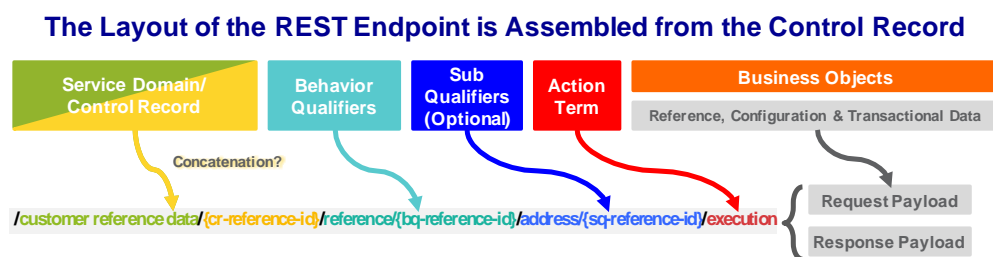 The Layout of the REST Endpoint is Assembled from the Control Record
Service Domain/
Control Record
Behavior
Qualifiers
Sub
Qualifiers
(Optional)
Action
Term
Business Objects
Reference, Configuration & Transactional Data
Concatenation?
/customer reference data/{cr-reference-id}/reference/{bq-reference-id}/address/{sq-reference-id}/execution
Request Payload
Response Payload